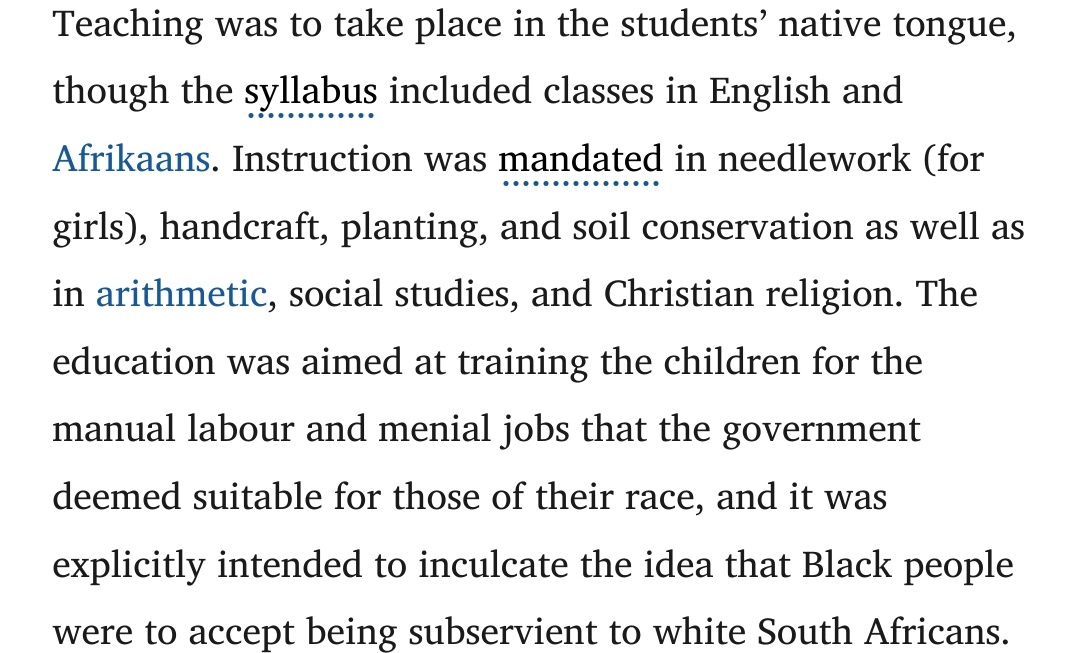 Teaching was to take place in the students’ native tongue,
though the syllabus included classes in English and
Afrikaans. Instruction was mandated in needlework (for
girls), handcraft, planting, and soil conservation as well as
in arithmetic, social studies, and Christian religion. The
education was aimed at training the children for the
manual labour and menial jobs that the government
deemed suitable for those of their race, and it was
explicitly intended to inculcate the idea that Black people
were to accept being subservient to white South Africans.